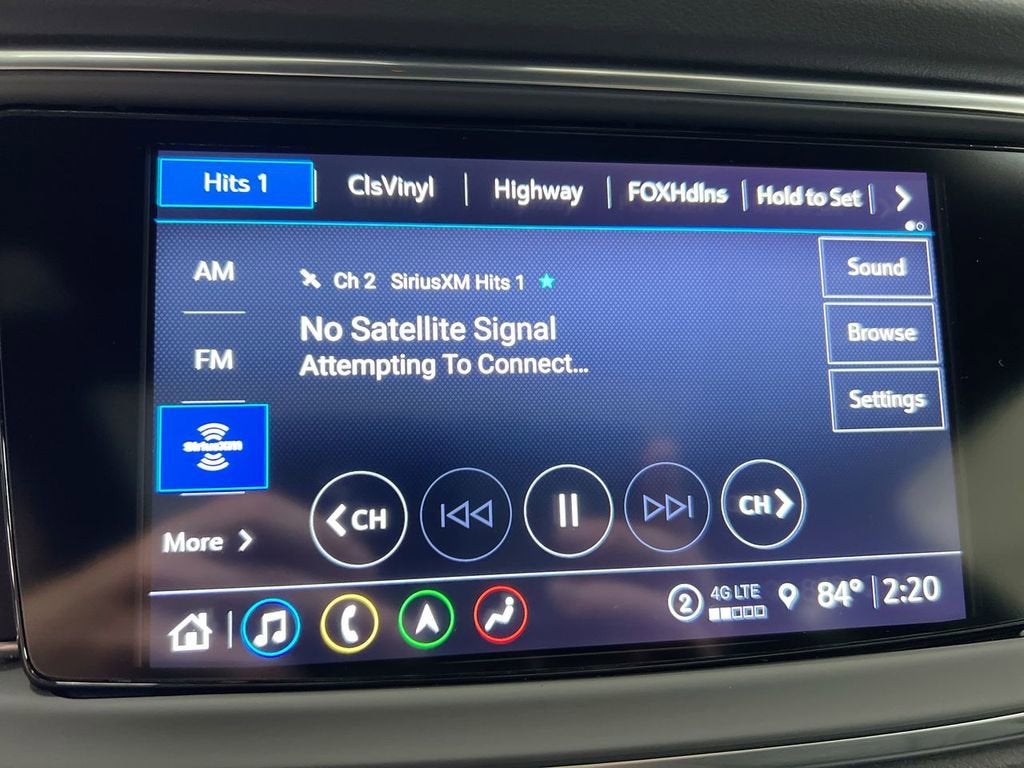 Hits 1
ClsVinyl
Highway
FOXHdlns
Hold to Set
AM
Ch 2 SiriusXM Hits 1
Sound
No Satellite Signal
Browse
FM
Attempting To Connect...
Settings
SiriusXM
CH
CH
More
2
4G LTE
84°
2:20